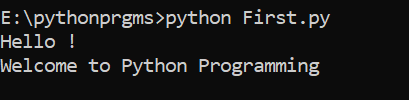 E:\pythonprgms>python First.py
Hello !
Welcome to Python Programming